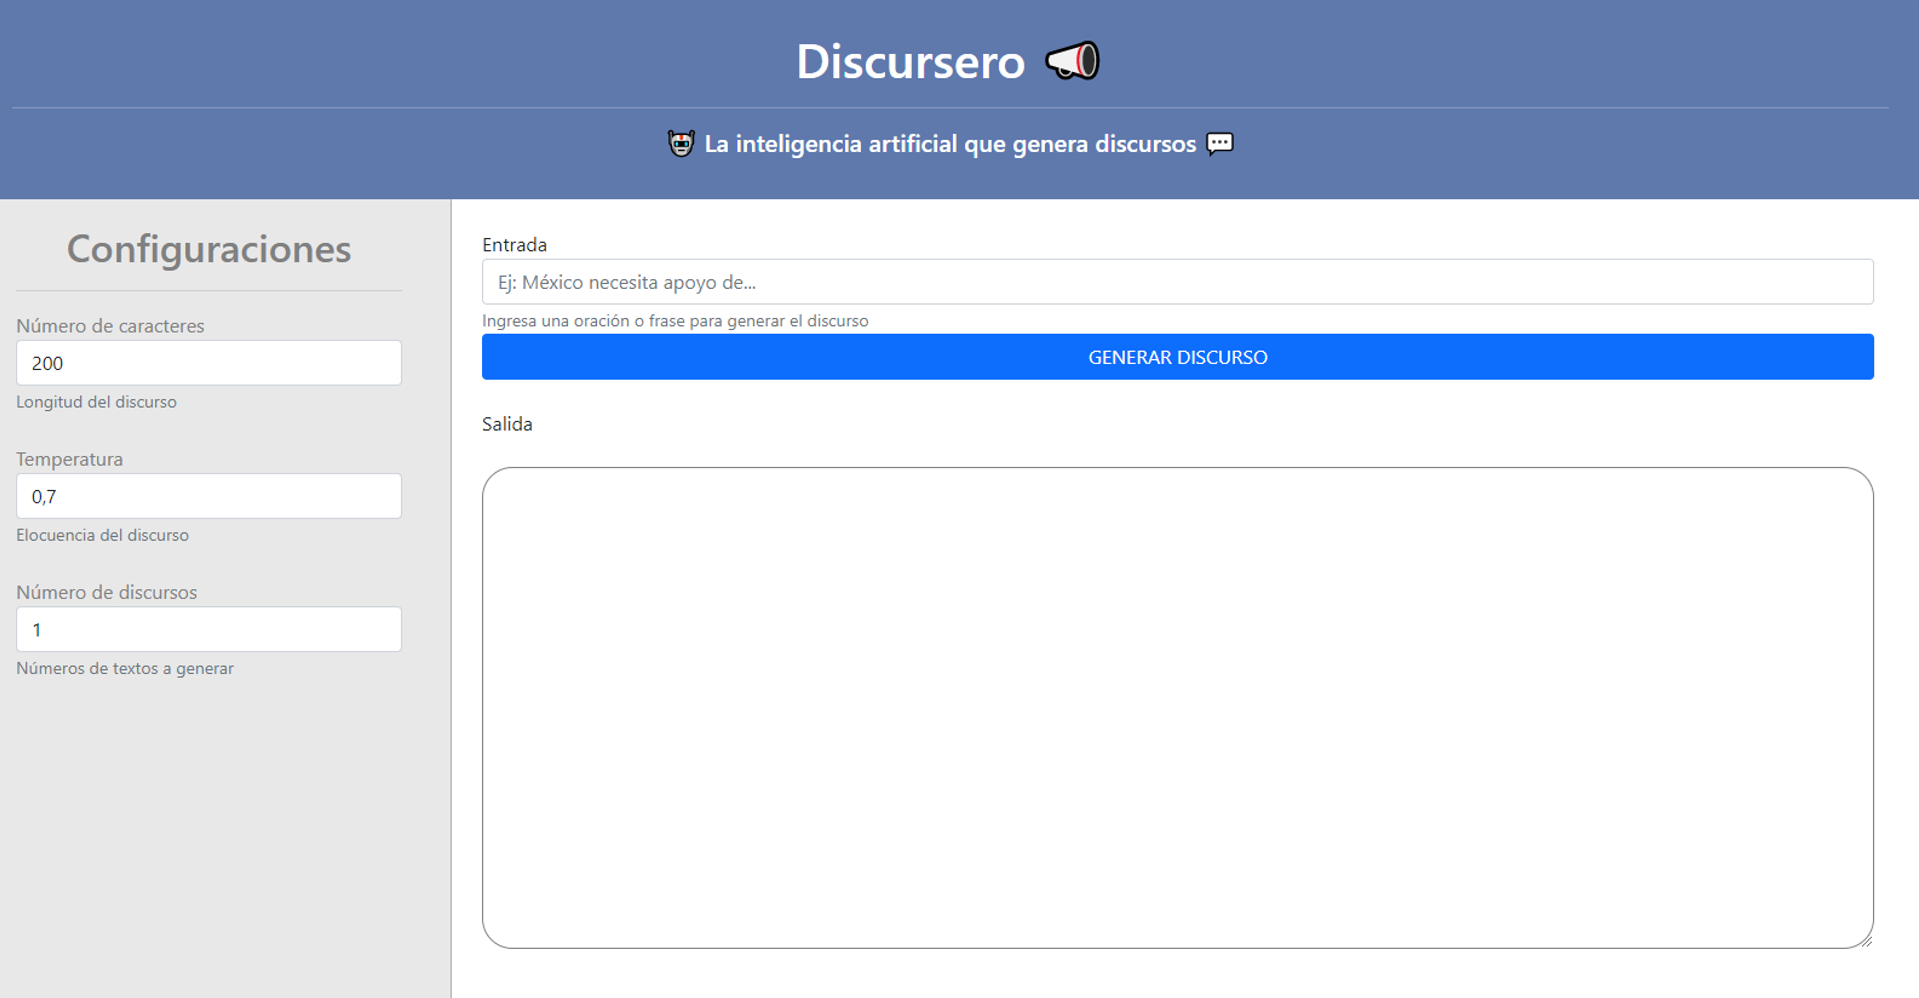 Discursero
La inteligencia artificial que genera discursos
Configuraciones
Número de caracteres
200
Longitud del discurso
Temperatura
0,7
Elocuencia del discurso
Número de discursos
1
Números de textos a generar
Entrada
Ej: México necesita apoyo de...
Ingresa una oración o frase para generar el discurso
GENERAR DISCURSO
Salida